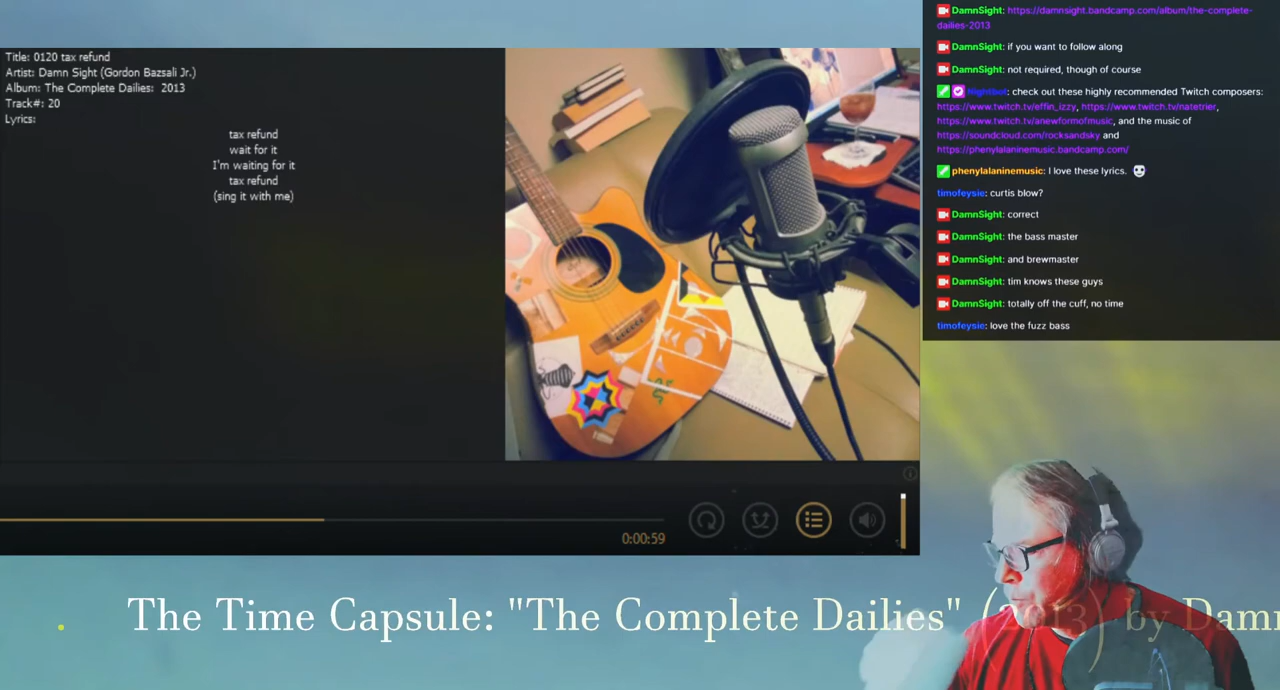 Title: 0120 tax refund
Artist: Damn Sight (Gordon Bazsali Jr.)
Album: The Complete Dailies:  2013
Track#: 20
Lyrics:
tax refund
wait for it
I'm waiting for it
tax refund
(sing it with me)
0:00:59
DamnSight: https://damnsight.bandcamp.com/album/the-complete-
dailies-2013
DamnSight: if you want to follow along
DamnSight: not required, though of course
Nightbot: check out these highly recommended Twitch composers:
https://www.twitch.tv/effin_izzy, https://www.twitch.tv/natetrier,
https://www.twitch.tv/anewformofmusic, and the music of
https://soundcloud.com/rocksandsky and
https://phenylalaninemusic.bandcamp.com/
phenylalaninemusic: I love these lyrics.
timofeysie: curtis blow?
DamnSight: correct
DamnSight: the bass master
DamnSight: and brewmaster
DamnSight: tim knows these guys
DamnSight: totally off the cuff, no time
timofeysie: love the fuzz bass
. The Time Capsule: "The Complete Dailies" (2013) by Damn